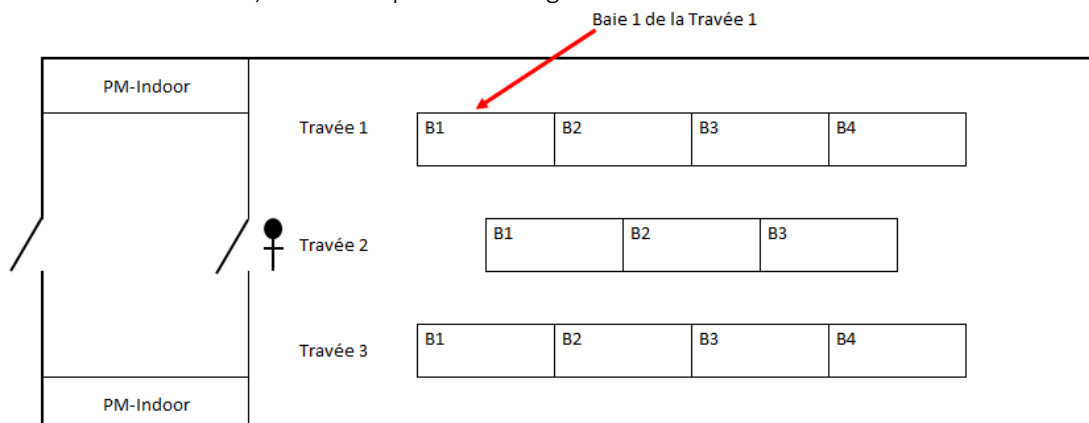 Baie 1 de la Travée 1
PM-Indoor
Travée 1 B1 B2 B3 B4
Travée 2 B1 B2 B3
Travée 3 B1 B2 B3 B4
PM-Indoor